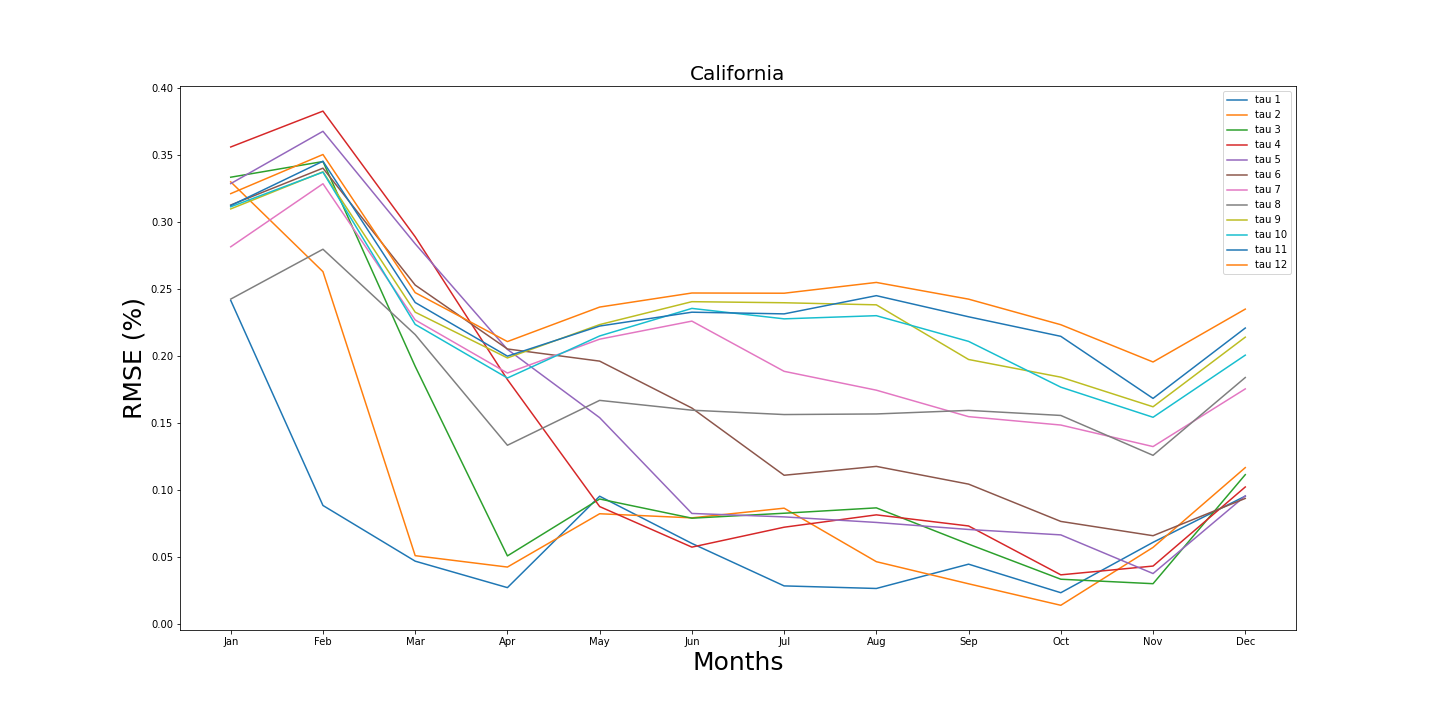 California
0.40
0.35
0.30
0.25
0.20
0.15
0.10
0.05
0.00
RMSE (%)
tau 1
tau 2
tau 3
tau 4
tau 5
tau 6
tau 7
tau 8
tau 9
tau 10
tau 11
tau 12
Jan Feb Mar Apr May Jun Jul Aug Sep Oct Nov Dec
Months